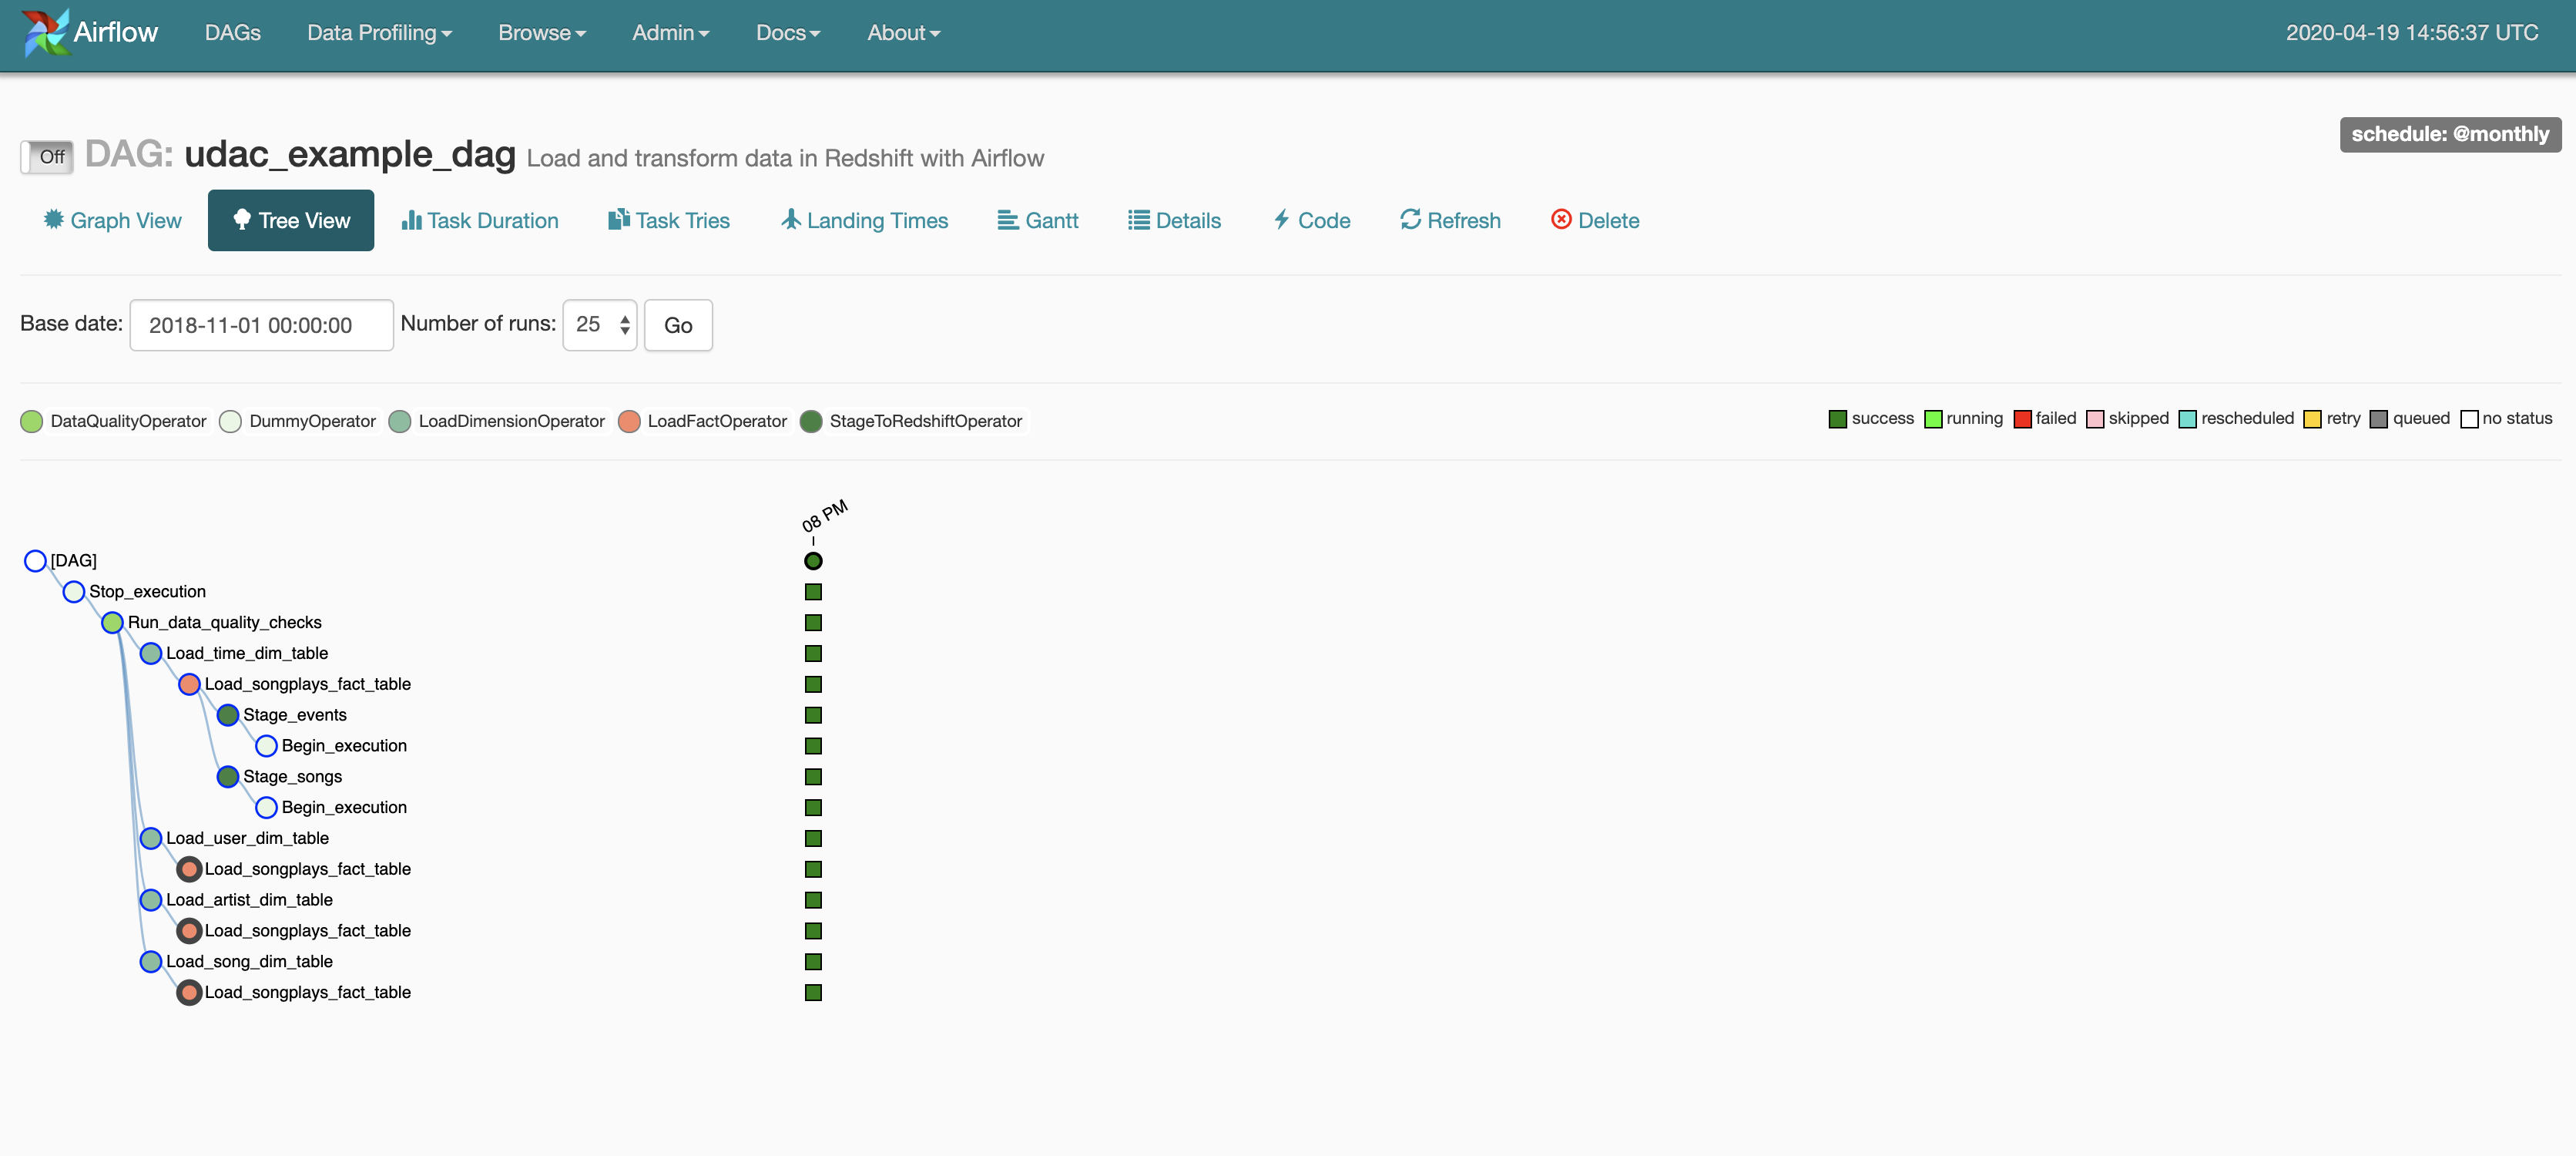 Airflow DAGs Data Profiling Browse Admin Docs About 2020-04-19 14:56:37 UTC
schedule: @monthly
Off DAG: udac_example_dag Load and transform data in Redshift with Airflow
Graph View Tree View Task Duration Task Tries Landing Times Gantt Details Code Refresh Delete
Base date: 2018-11-01 00:00:00 Number of runs: 25 Go
DataQualityOperator DummyOperator LoadDimensionOperator LoadFactOperator StageToRedshiftOperator success running failed skipped rescheduled retry queued no status
08 PM
[DAG]
Stop_execution
Run_data_quality_checks
Load_time_dim_table
Load_songplays_fact_table
Stage_events
Begin_execution
Stage_songs
Begin_execution
Load_user_dim_table
Load_songplays_fact_table
Load_artist_dim_table
Load_songplays_fact_table
Load_song_dim_table
Load_songplays_fact_table